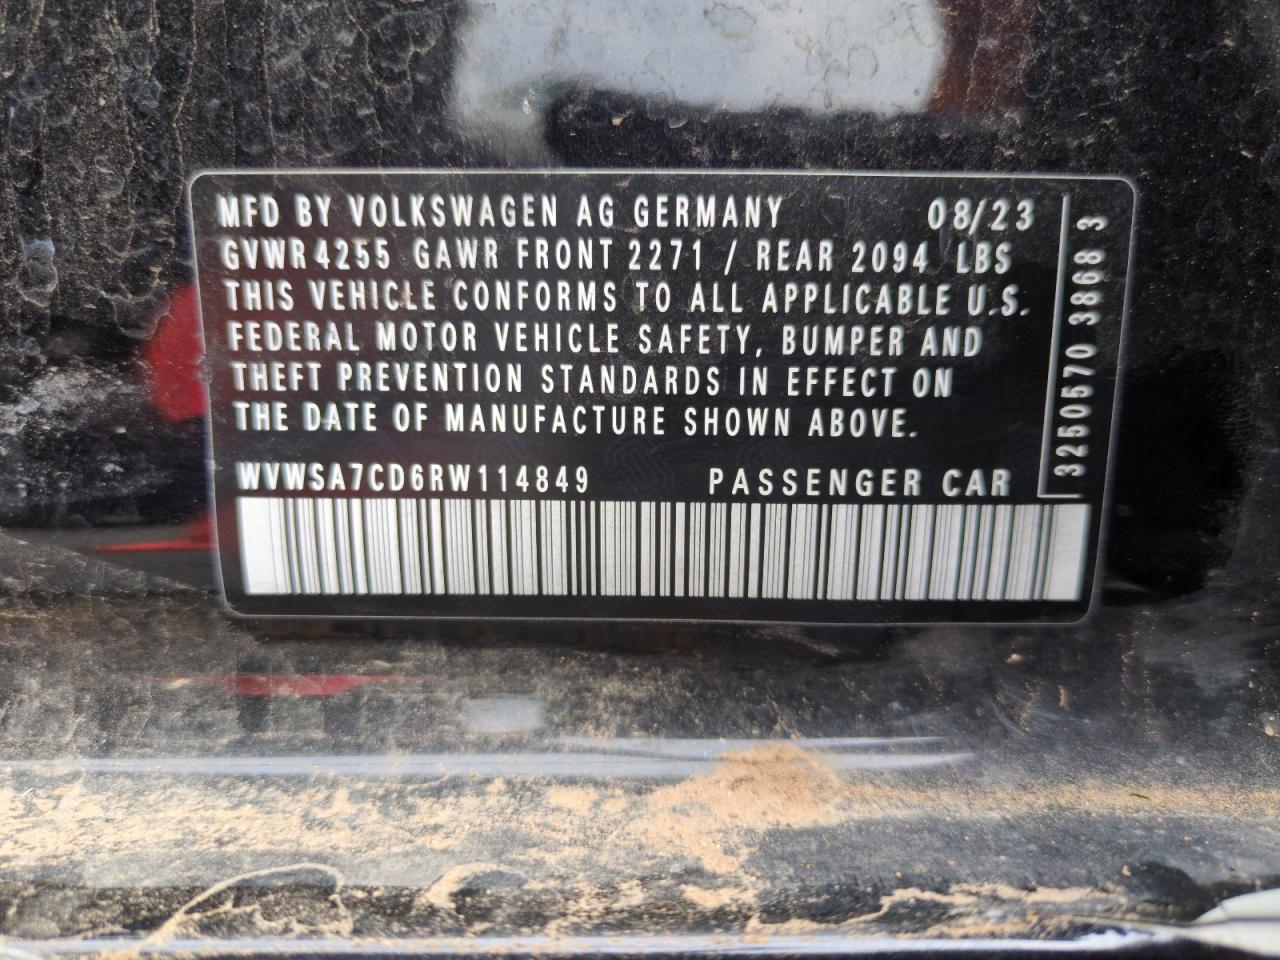 MFD BY VOLKSWAGEN AG GERMANY 08/23
GVWR 4255 GAWR FRONT 2271 / REAR 2094 LBS
THIS VEHICLE CONFORMS TO ALL APPLICABLE U.S.
FEDERAL MOTOR VEHICLE SAFETY, BUMPER AND
THEFT PREVENTION STANDARDS IN EFFECT ON
THE DATE OF MANUFACTURE SHOWN ABOVE.
WVWSA7CD6RW114849 PASSENGER CAR
3250570 3868 3